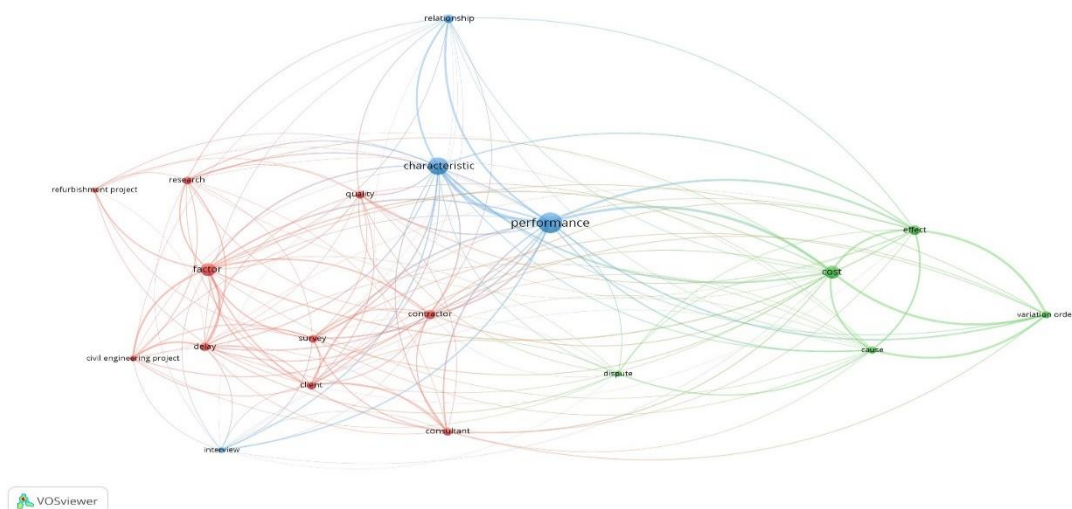 relationship
characteristic
research
refurbishment project
quality
performance
effect
factor
cost
contractor
variation orde
survey
delay
cause
civil engineering project
dispute
client
consultant
interview
VOSviewer